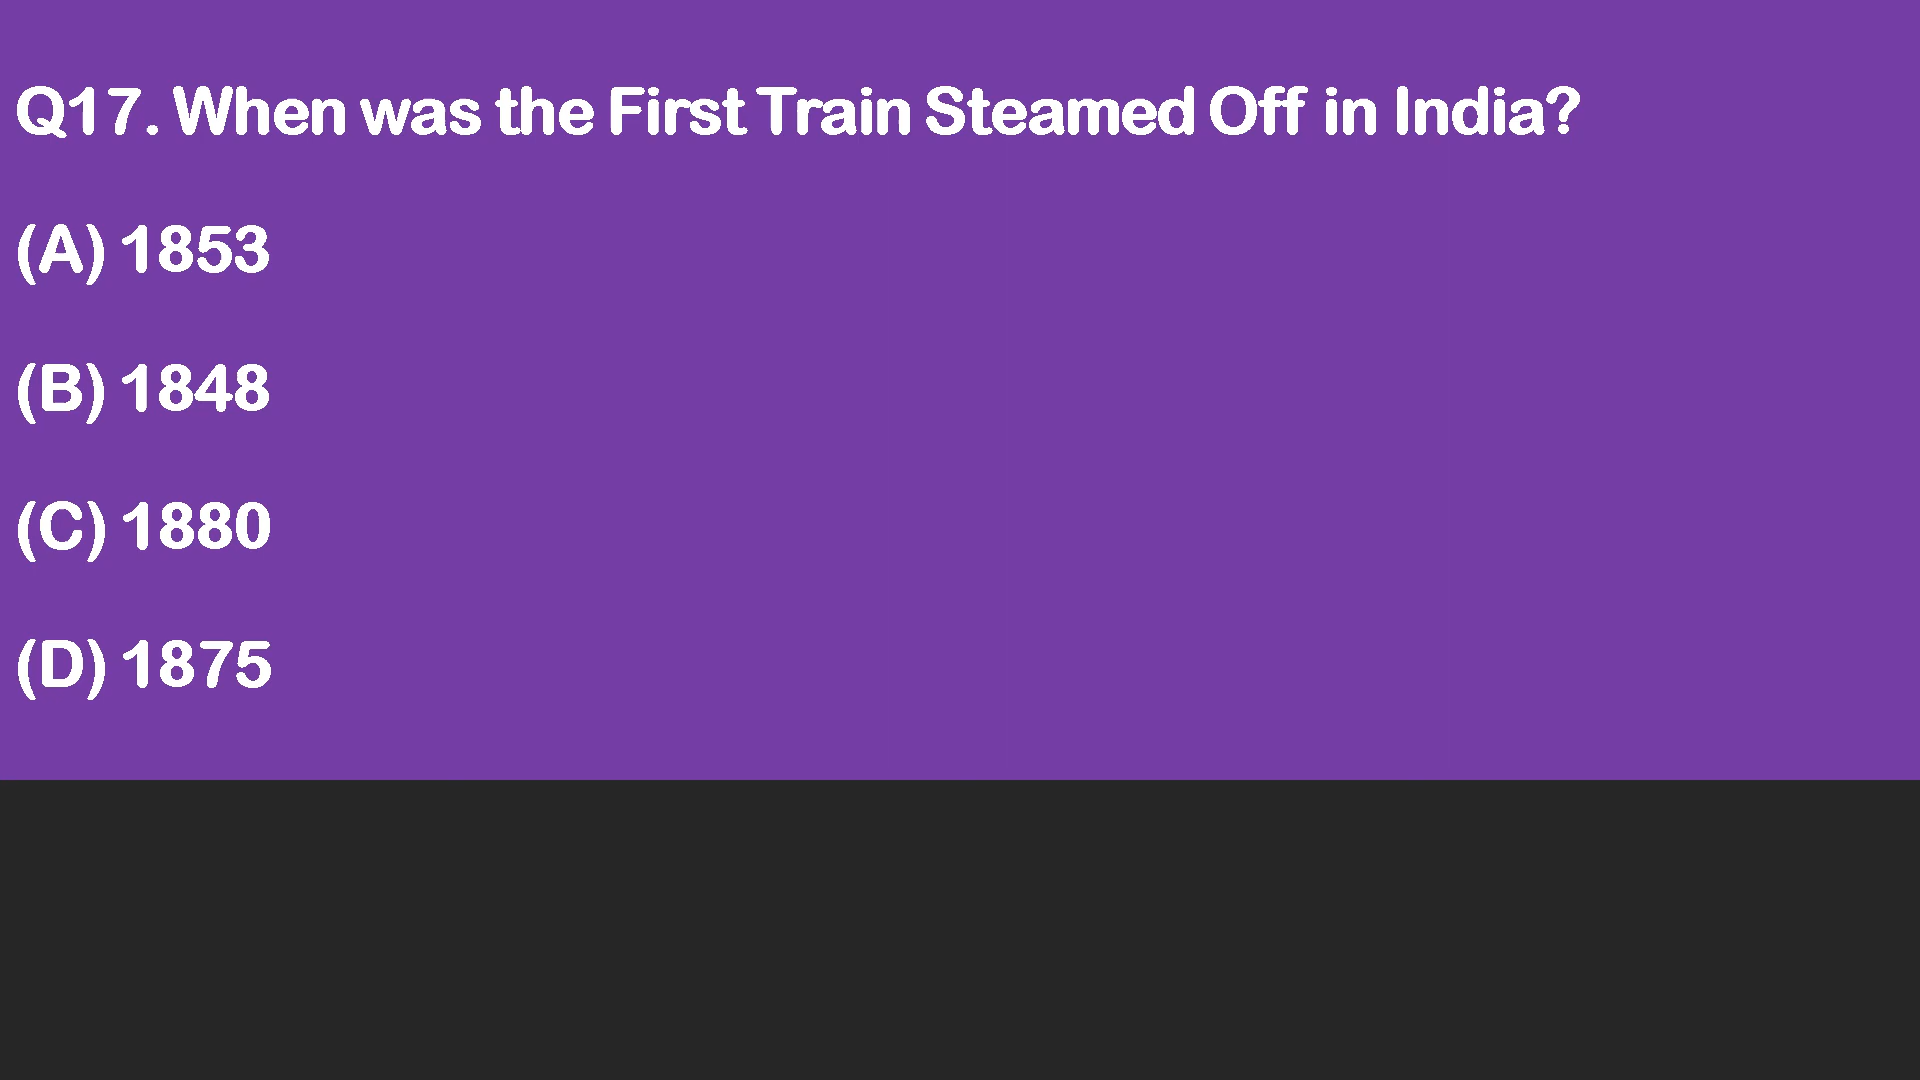 Q17. When was the First Train Steamed Off in India?
(A) 1853
(B) 1848
(C) 1880
(D) 1875